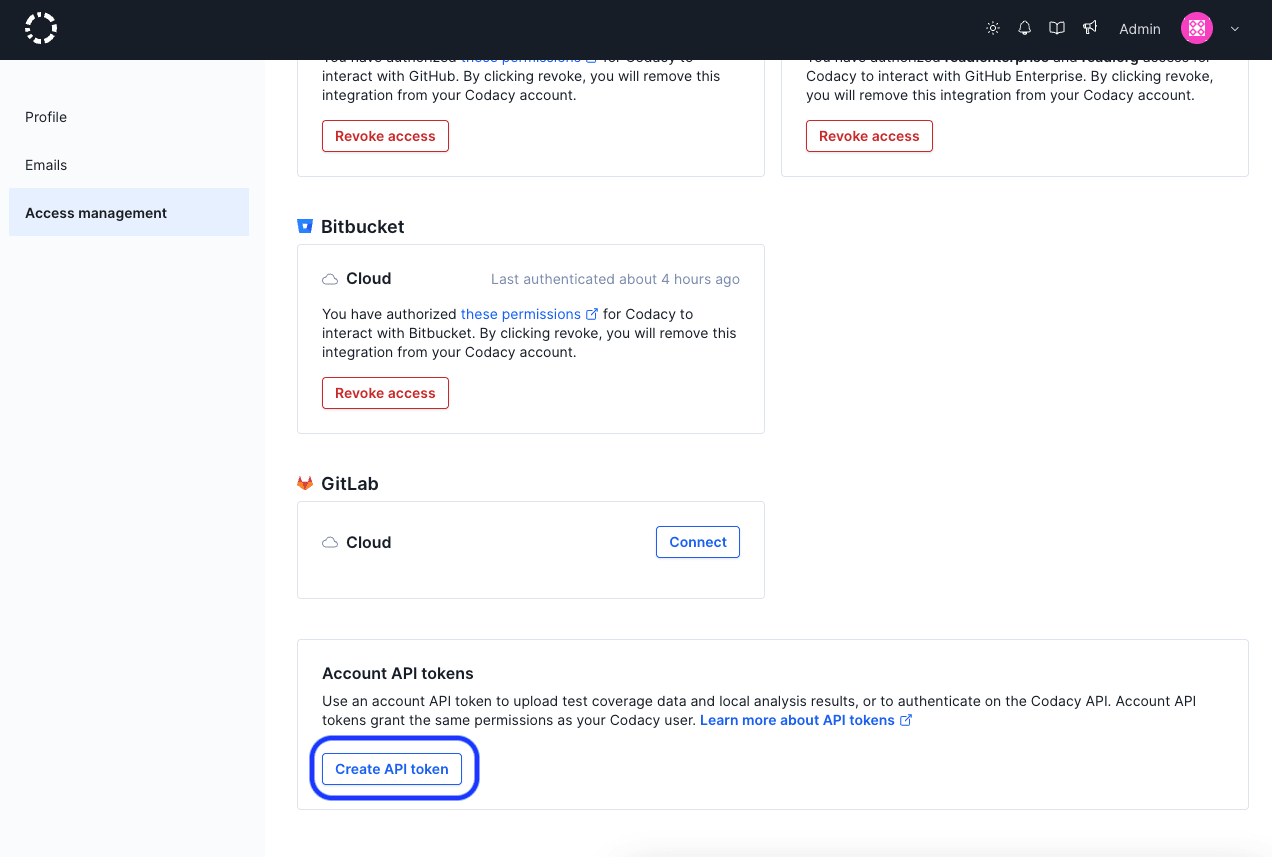 Admin
Profile
Emails
Access management
You have authorized these permissions for Codacy to
interact with GitHub. By clicking revoke, you will remove this
integration from your Codacy account.
Revoke access
You have authorized read:enterprise and read:org access for
Codacy to interact with GitHub Enterprise. By clicking revoke,
you will remove this integration from your Codacy account.
Revoke access
Bitbucket
Cloud
Last authenticated about 4 hours ago
You have authorized these permissions for Codacy to
interact with Bitbucket. By clicking revoke, you will remove this
integration from your Codacy account.
Revoke access
GitLab
Cloud
Connect
Account API tokens
Use an account API token to upload test coverage data and local analysis results, or to authenticate on the Codacy API. Account API
tokens grant the same permissions as your Codacy user. Learn more about API tokens
Create API token